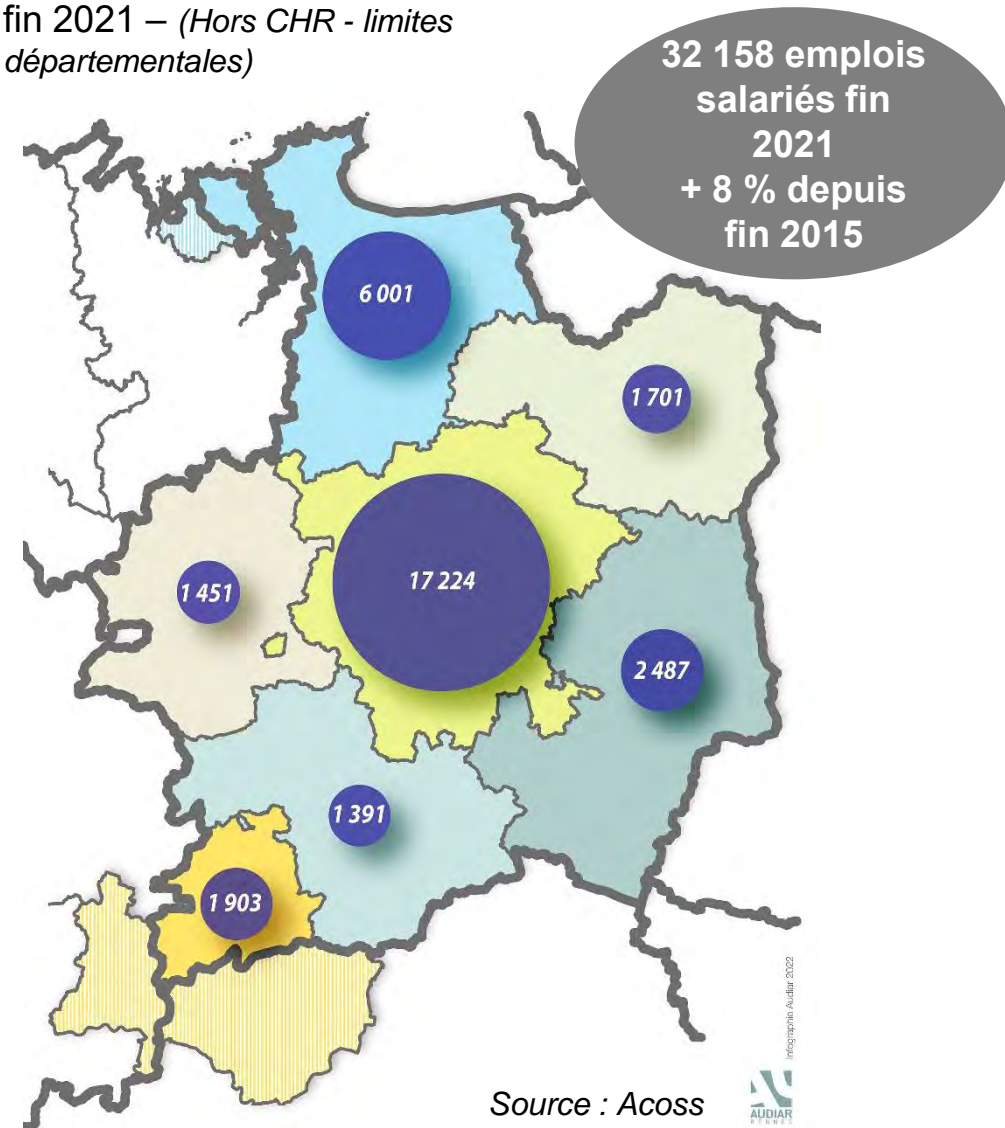 fin 2021 – (Hors CHR - limites
départementales)
32 158 emplois
salariés fin
2021
+ 8 % depuis
fin 2015
6 001
1 701
17 224
1 451
2 487
1 391
1 903
Infographie Audiar 2022
Source : Acoss
AUDIAR
RENNES